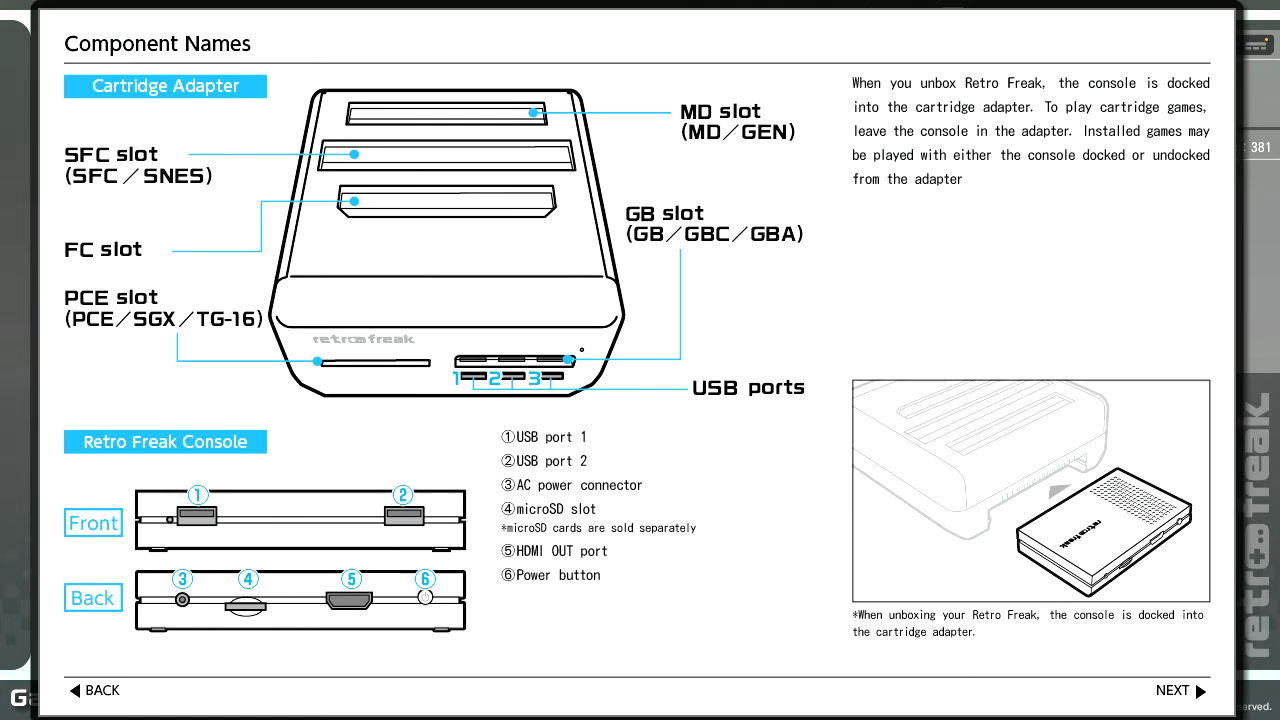 Component Names
Cartridge Adapter
MD slot
(MD／GEN)
SFC slot
(SFC／SNES)
FC slot
GB slot
(GB／GBC／GBA)
PCE slot
(PCE／SGX／TG-16)
retro freak
1 2 3
USB ports
When you unbox Retro Freak, the console is docked
into the cartridge adapter. To play cartridge games,
leave the console in the adapter. Installed games may
be played with either the console docked or undocked
from the adapter
Retro Freak Console
Front
① ②
Back
③ ④ ⑤ ⑥
①USB port 1
②USB port 2
③AC power connector
④microSD slot
*microSD cards are sold separately
⑤HDMI OUT port
⑥Power button
retro freak
*When unboxing your Retro Freak, the console is docked into
the cartridge adapter.
◀ BACK
NEXT ▶
: 381
retro freak
Ga
erved.